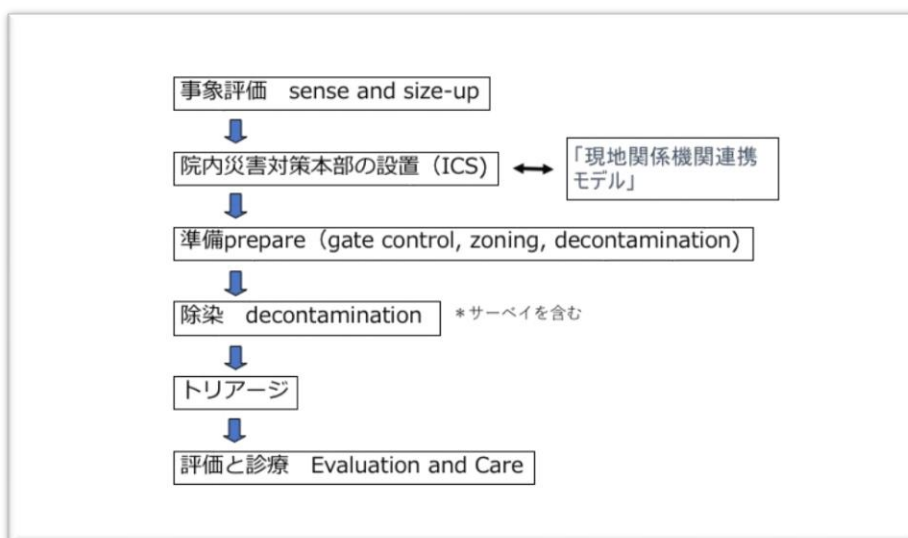 事象評価　sense and size-up
院内災害対策本部の設置（ICS)
「現地関係機関連携
モデル」
準備prepare（gate control, zoning, decontamination)
除染　decontamination
＊サーベイを含む
トリアージ
評価と診療　Evaluation and Care